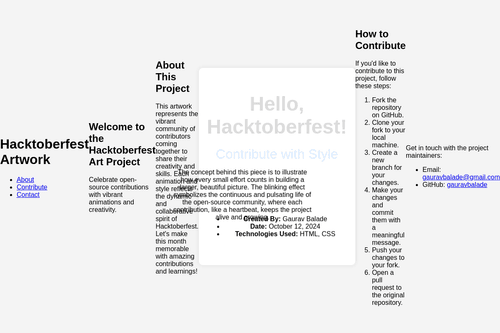 Hacktoberfest
Artwork
About
Contribute
Contact
Welcome to
the
Hacktoberfest
Art Project
Celebrate open-
source contributions
with vibrant
animations and
creativity.
About
This
Project
This artwork
represents the
vibrant
community of
contributors
coming
together to
share their
creativity and
skills. Each
animation and
style reflects
the dynamic
and
collaborative
spirit of
Hacktoberfest.
Let's make
this month
memorable
with amazing
contributions
and learnings!
Hello,
Hacktoberfest!
Contribute with Style
The concept behind this piece is to illustrate
how every small effort counts in building a
larger, beautiful picture. The blinking effect
symbolizes the continuous and pulsating life of
the open-source community, where each
contribution, like a heartbeat, keeps the project
alive and growing.
Created By: Gaurav Balade
Date: October 12, 2024
Technologies Used: HTML, CSS
How to
Contribute
If you'd like to
contribute to this
project, follow
these steps:
1. Fork the
repository
on GitHub.
2. Clone your
fork to your
local
machine.
3. Create a
new
branch for
your
changes.
4. Make your
changes
and
commit
them with
a
meaningful
message.
5. Push your
changes to
your fork.
6. Open a
pull
request to
the original
repository.
Get in touch with the project
maintainers:
Email:
gauravbalade@gmail.com
GitHub: gauravbalade